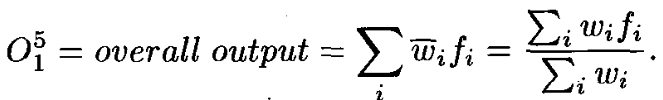 O_1^5 = overall output = \sum_i \overline{w}_i f_i = \frac{\sum_i w_i f_i}{\sum_i w_i}.